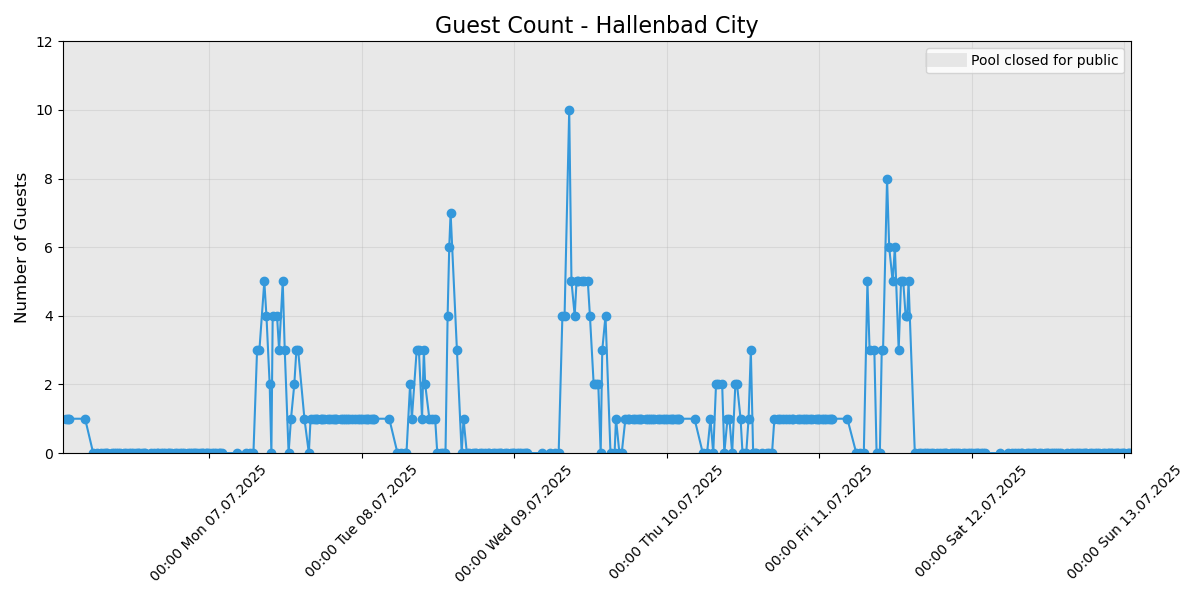 Guest Count - Hallenbad City
Pool closed for public
Number of Guests
12
10
8
6
4
2
0
00:00 Mon 07.07.2025
00:00 Tue 08.07.2025
00:00 Wed 09.07.2025
00:00 Thu 10.07.2025
00:00 Fri 11.07.2025
00:00 Sat 12.07.2025
00:00 Sun 13.07.2025